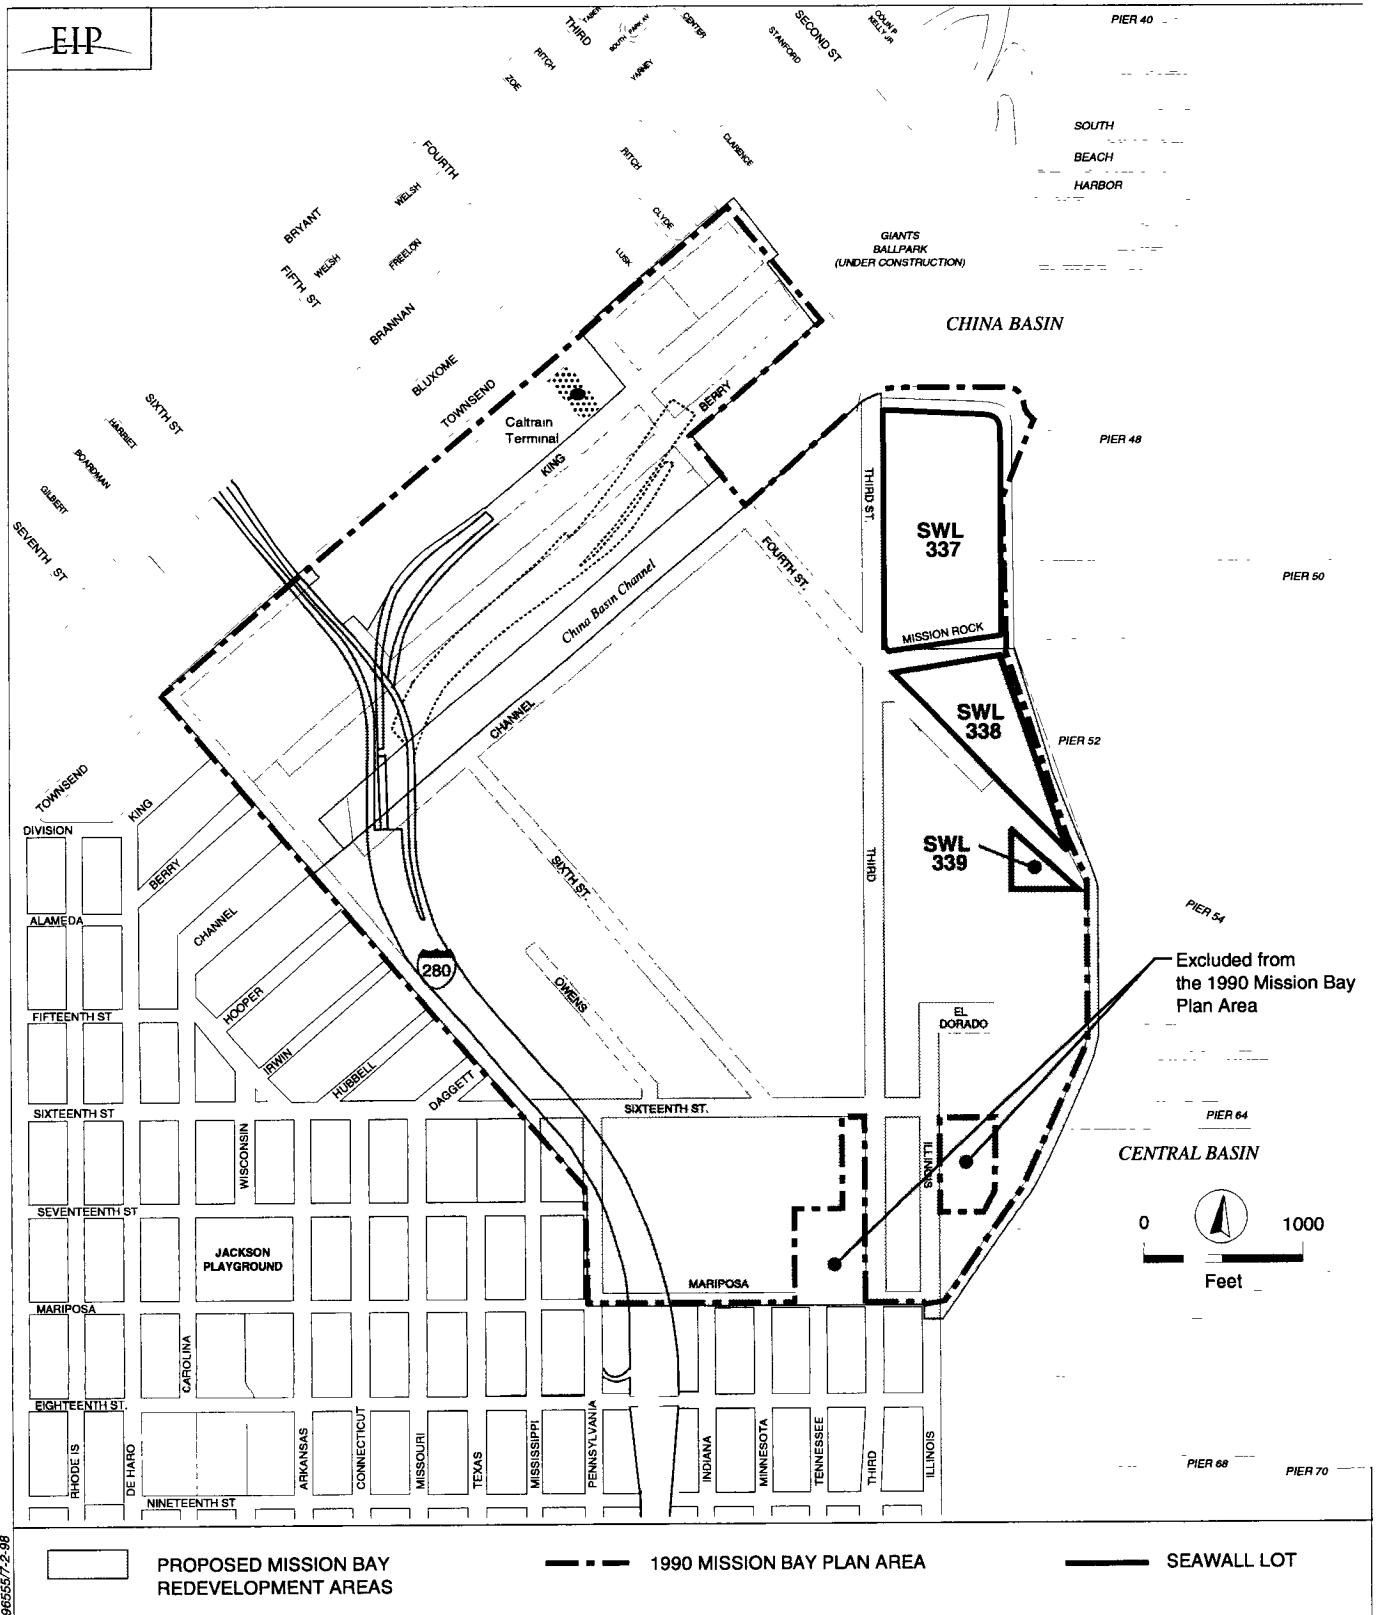 EIP
TABER
THIRD
SOUTH PARK AV
CENTER
SECOND ST
STANFORD
COLIN P
KELLY JR
PIER 40
RITCH
ZOE
VARNEY
SOUTH
BEACH
HARBOR
FOURTH
RITCH
CLARENCE
WELSH
BRYANT
CLYDE
FREELON
WELSH
FIFTH ST
LUSK
GIANTS
BALLPARK
(UNDER CONSTRUCTION)
BRANNAN
CHINA BASIN
BLUXOME
TOWNSEND
SIXTH ST
HARRIET
BOARDMAN
GILBERT
SEVENTH ST
Caltrain
Terminal
BERRY
KING
PIER 48
THIRD ST.
SWL
337
FOURTH ST.
PIER 50
China Basin Channel
MISSION ROCK
CHANNEL
SWL
338
PIER 52
TOWNSEND
KING
DIVISION
BERRY
SIXTH ST.
THIRD
SWL
339
ALAMEDA
CHANNEL
PIER 54
280
OWENS
Excluded from
the 1990 Mission Bay
Plan Area
HOOPER
FIFTEENTH ST
EL
DORADO
IRWIN
HUBBELL
DAGGETT
SIXTEENTH ST
SIXTEENTH ST.
PIER 64
WISCONSIN
ILLINOIS
CENTRAL BASIN
SEVENTEENTH ST
JACKSON
PLAYGROUND
0 1000
Feet
MARIPOSA
MARIPOSA
CAROLINA
EIGHTEENTH ST.
RHODE IS
DE HARO
ARKANSAS
CONNECTICUT
MISSOURI
TEXAS
MISSISSIPPI
PENNSYLVANIA
INDIANA
MINNESOTA
TENNESSEE
THIRD
ILLINOIS
PIER 68
PIER 70
NINETEENTH ST
96555/7-2-98
PROPOSED MISSION BAY
REDEVELOPMENT AREAS
1990 MISSION BAY PLAN AREA
SEAWALL LOT